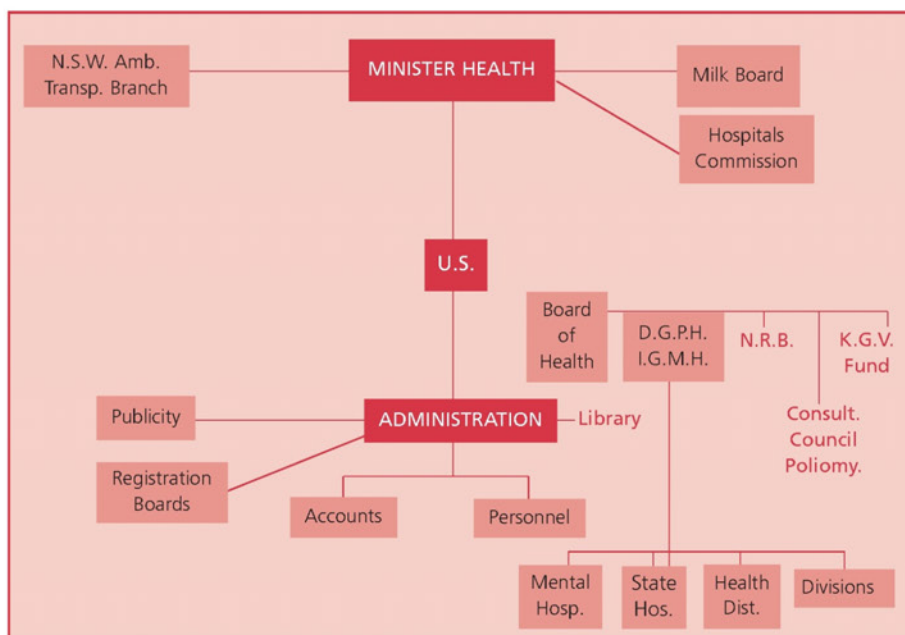 N.S.W. Amb.
Transp. Branch
MINISTER HEALTH
Milk Board
Hospitals
Commission
U.S.
Board
of
Health
D.G.P.H.
I.G.M.H.
N.R.B.
K.G.V.
Fund
Consult.
Council
Poliomy.
Publicity
ADMINISTRATION
Library
Registration
Boards
Accounts
Personnel
Mental
Hosp.
State
Hos.
Health
Dist.
Divisions